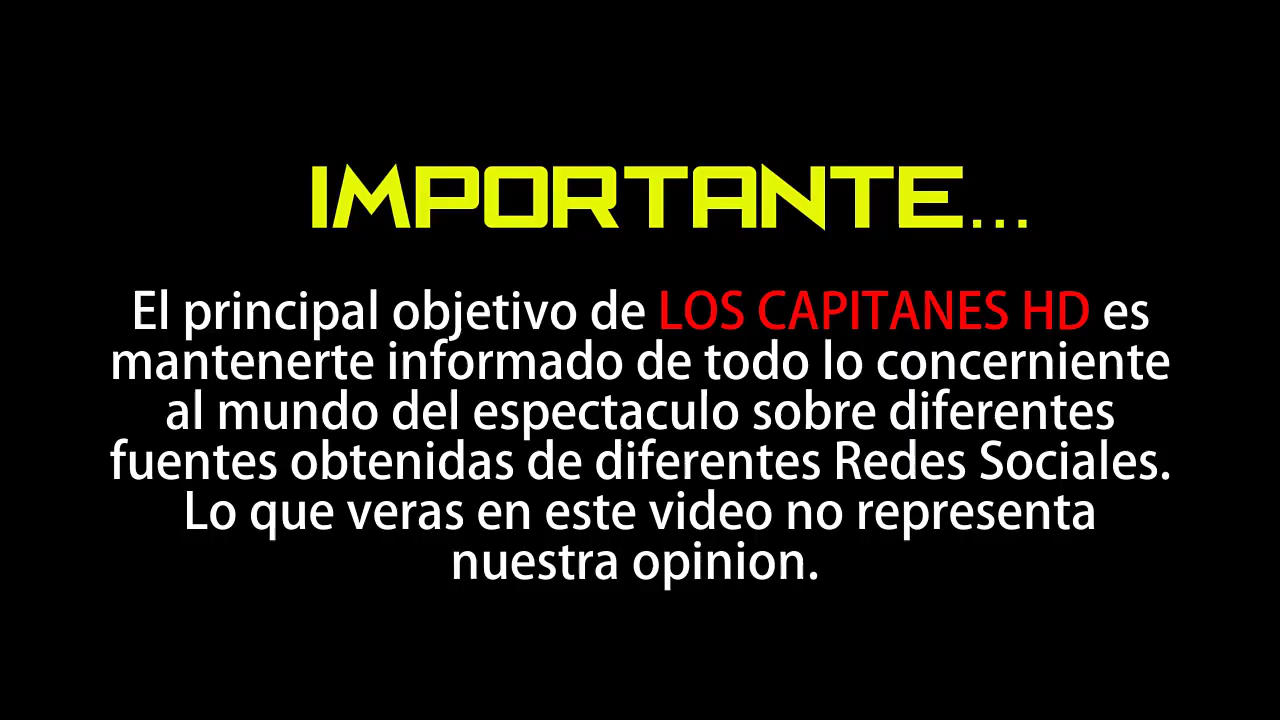 IMPORTANTE...
El principal objetivo de LOS CAPITANES HD es
mantenerte informado de todo lo concerniente
al mundo del espectaculo sobre diferentes
fuentes obtenidas de diferentes Redes Sociales.
Lo que veras en este video no representa
nuestra opinion.